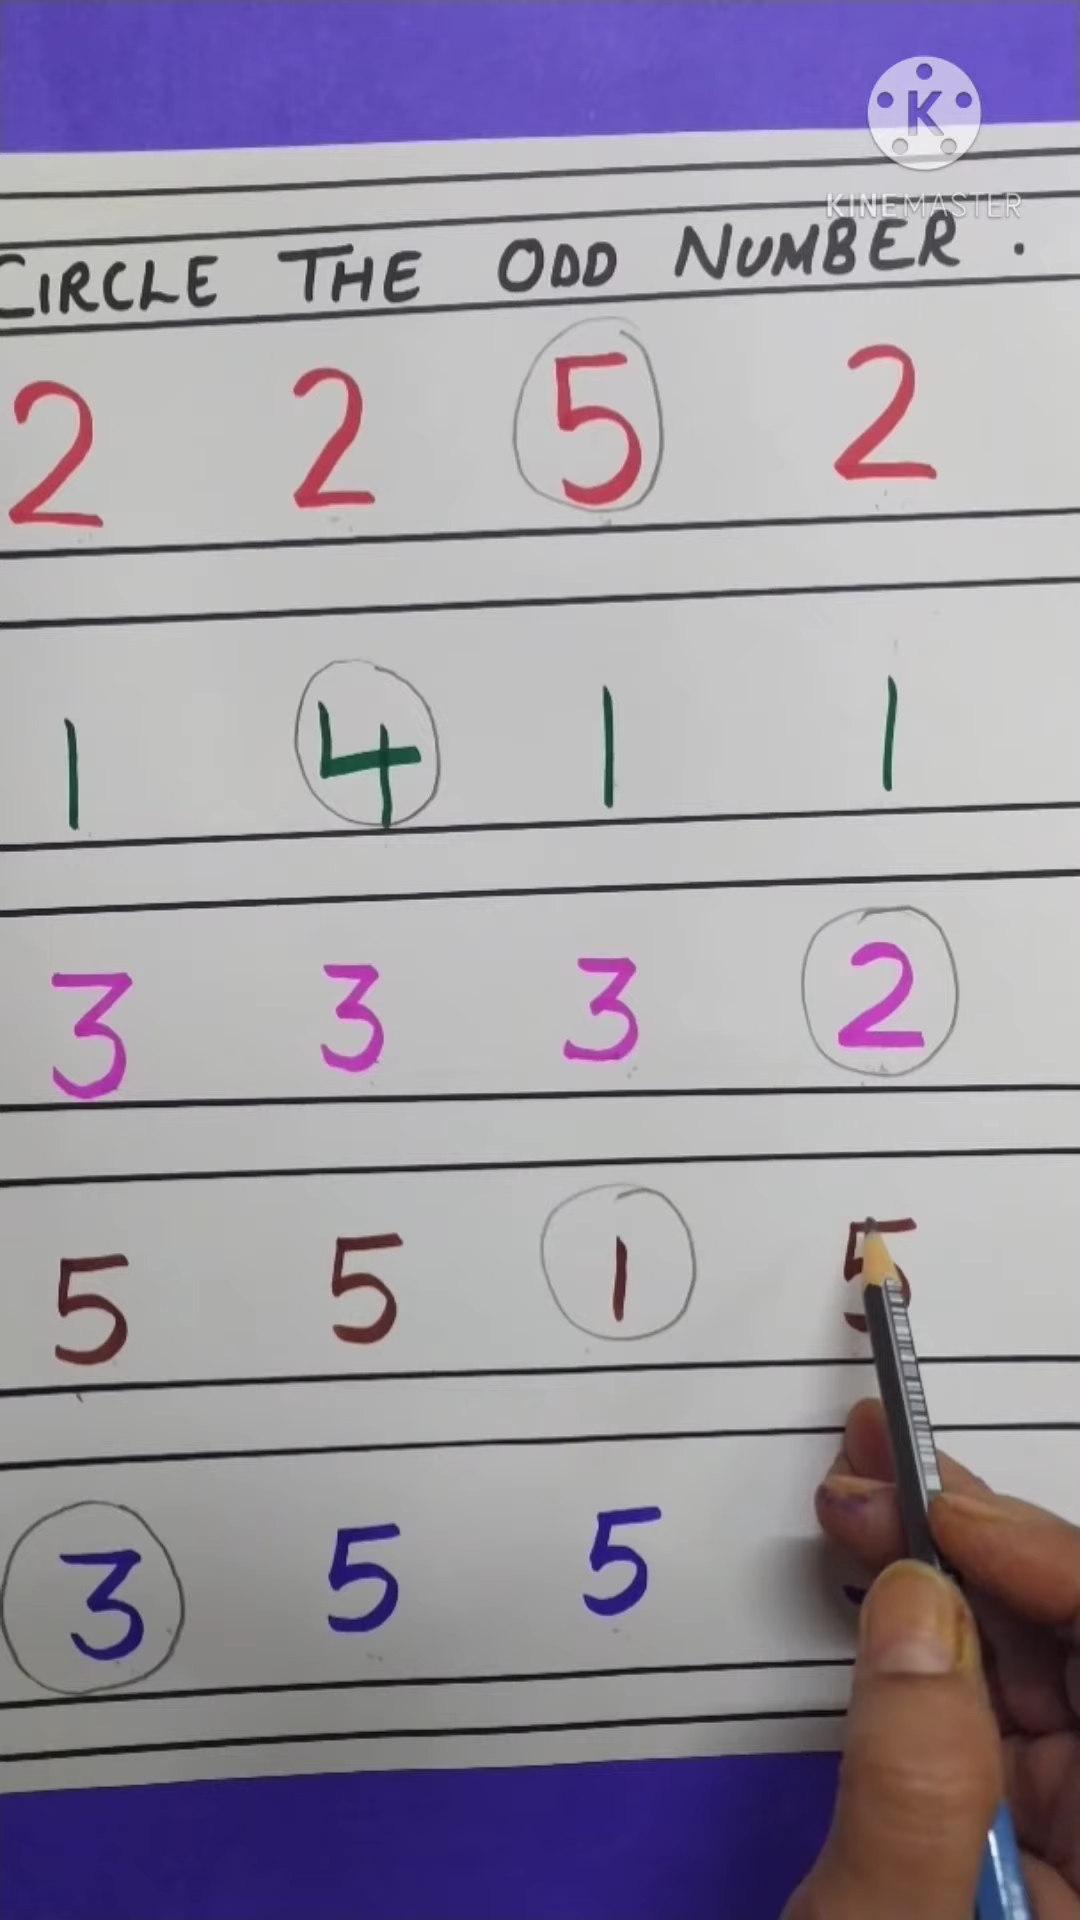 K
KINEMASTER
CIRCLE THE ODD NUMBER.
2 2 5 2
1 4 1 1
3 3 3 2
5 5 1 5
3 5 5